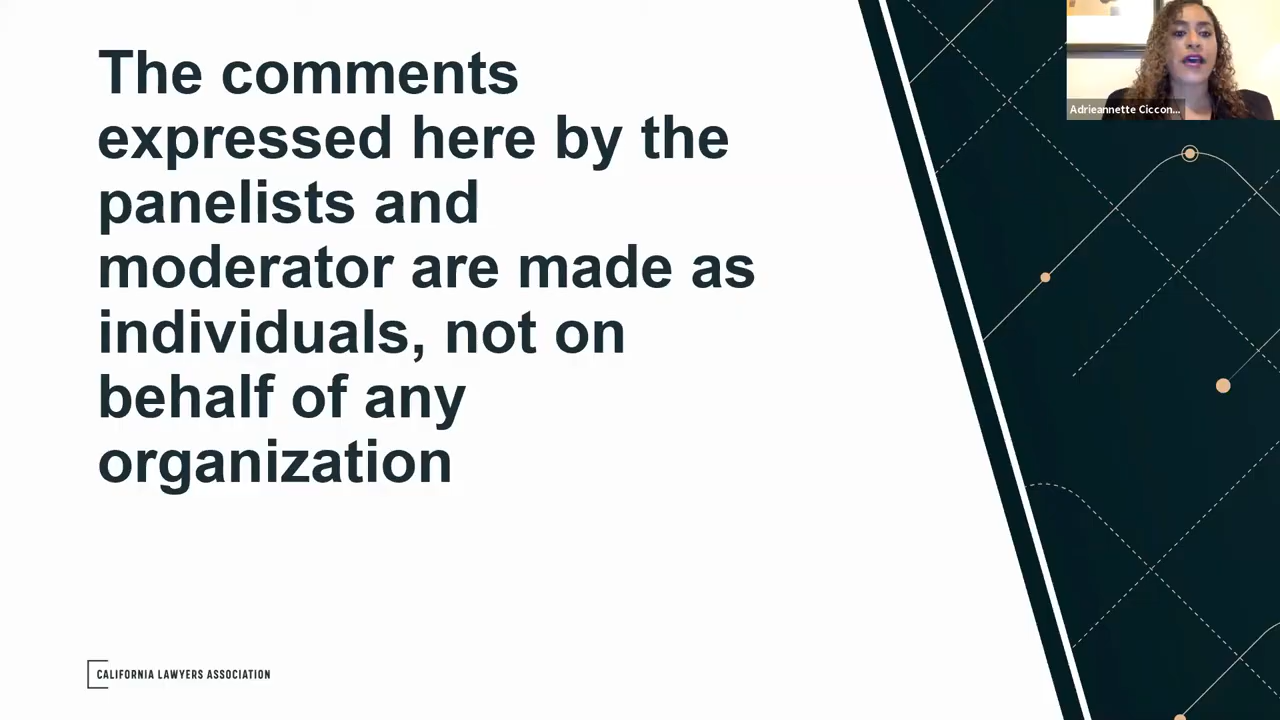 The comments
expressed here by the
panelists and
moderator are made as
individuals, not on
behalf of any
organization
Adrieannette Ciccon...
CALIFORNIA LAWYERS ASSOCIATION